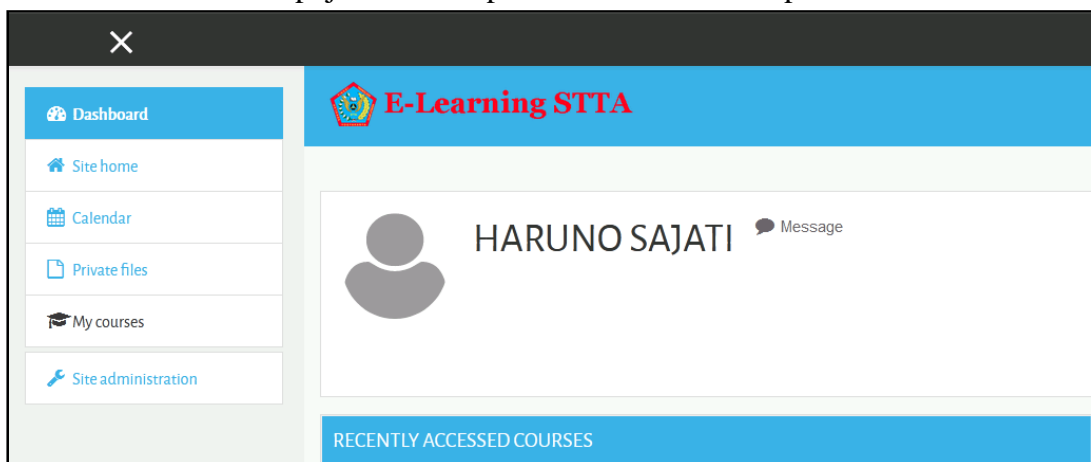 Dashboard
Site home
Calendar
Private files
My courses
Site administration
E-Learning STTA
HARUNO SAJATI
Message
RECENTLY ACCESSED COURSES